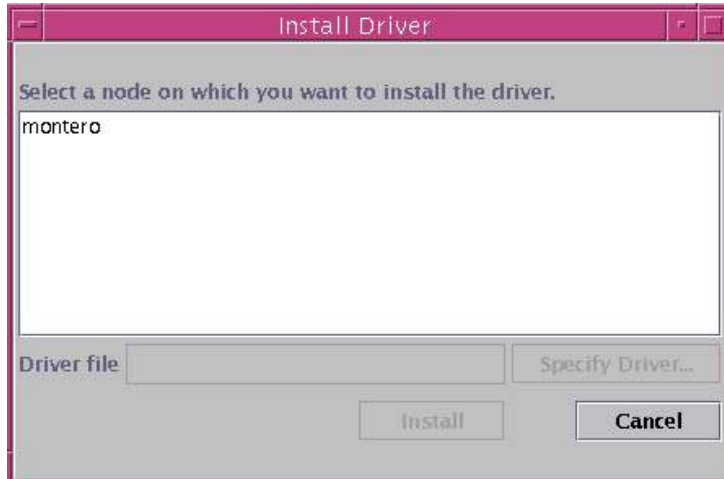 Install Driver
Select a node on which you want to install the driver.
montero
Driver file
Specify Driver...
Install
Cancel